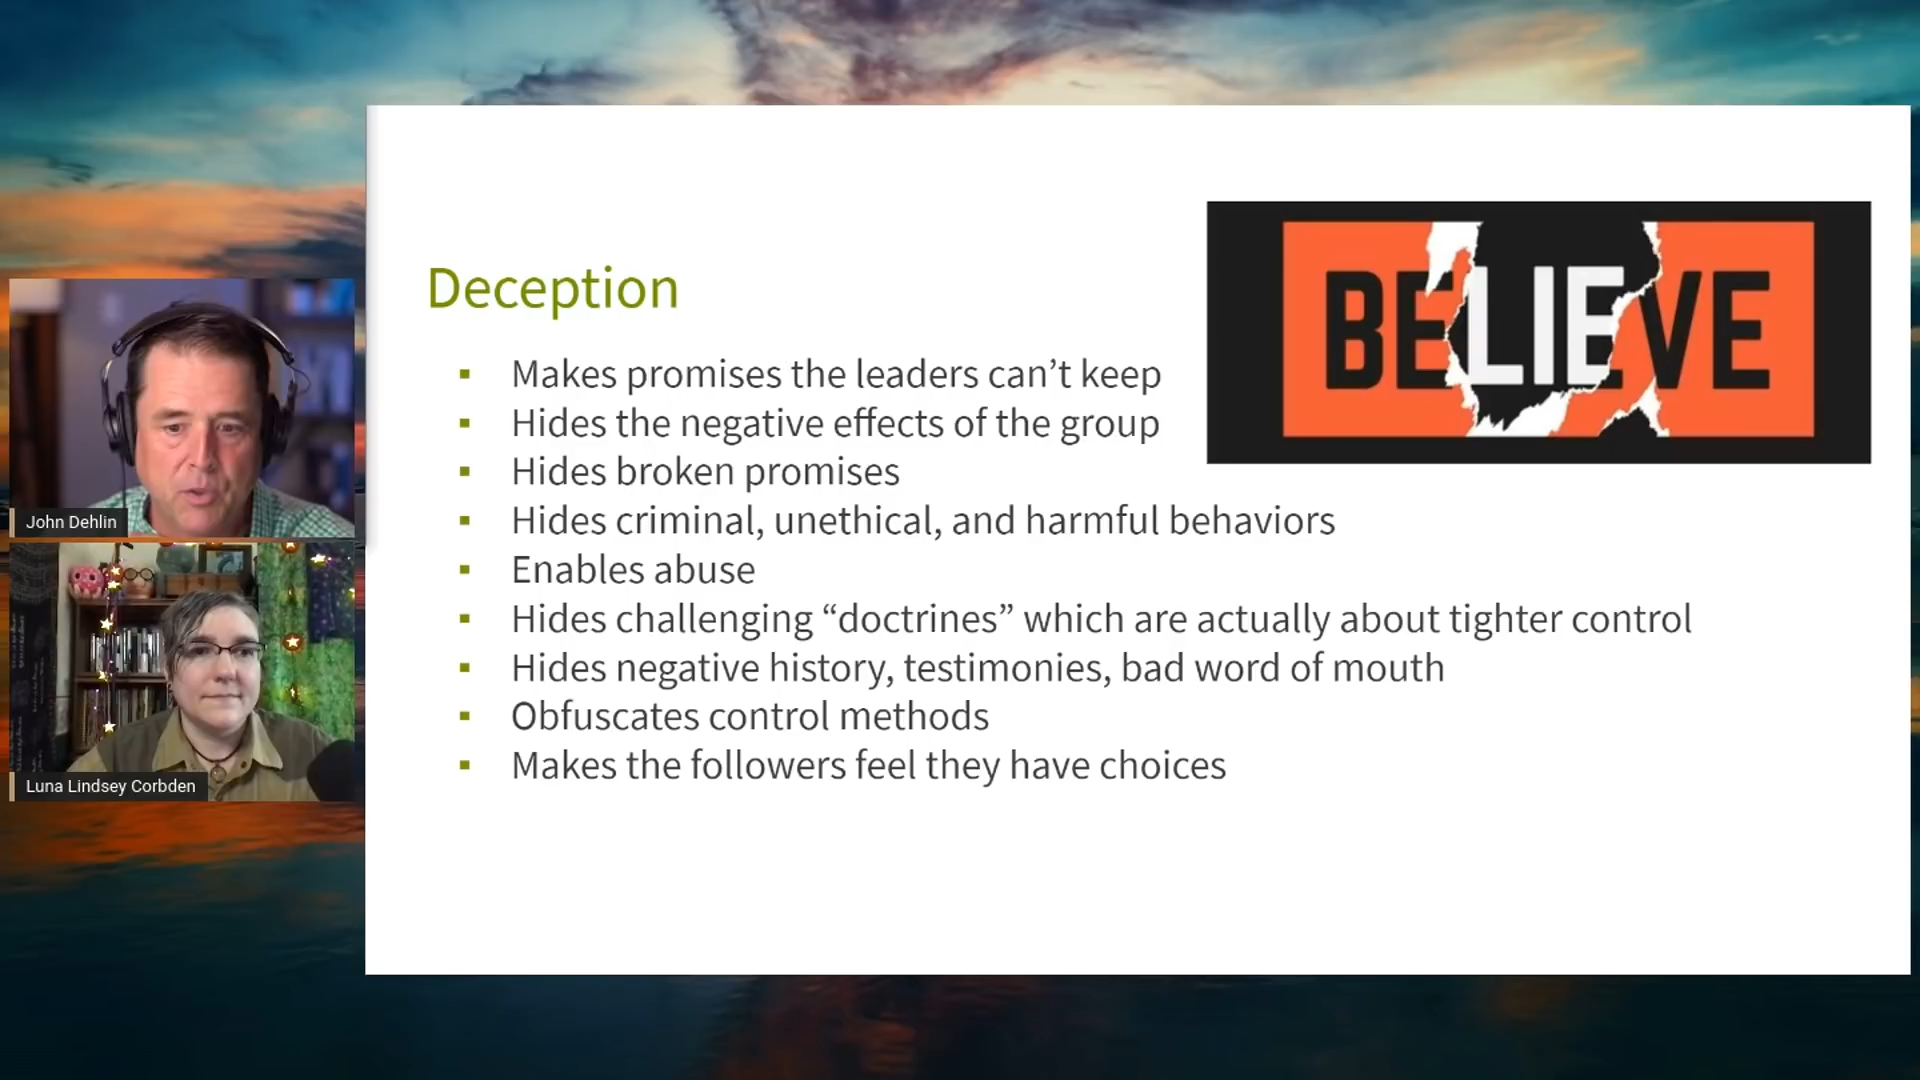 Deception
BELIEVE
▪ Makes promises the leaders can’t keep
▪ Hides the negative effects of the group
▪ Hides broken promises
▪ Hides criminal, unethical, and harmful behaviors
▪ Enables abuse
▪ Hides challenging “doctrines” which are actually about tighter control
▪ Hides negative history, testimonies, bad word of mouth
▪ Obfuscates control methods
▪ Makes the followers feel they have choices
John Dehlin
Luna Lindsey Corbden